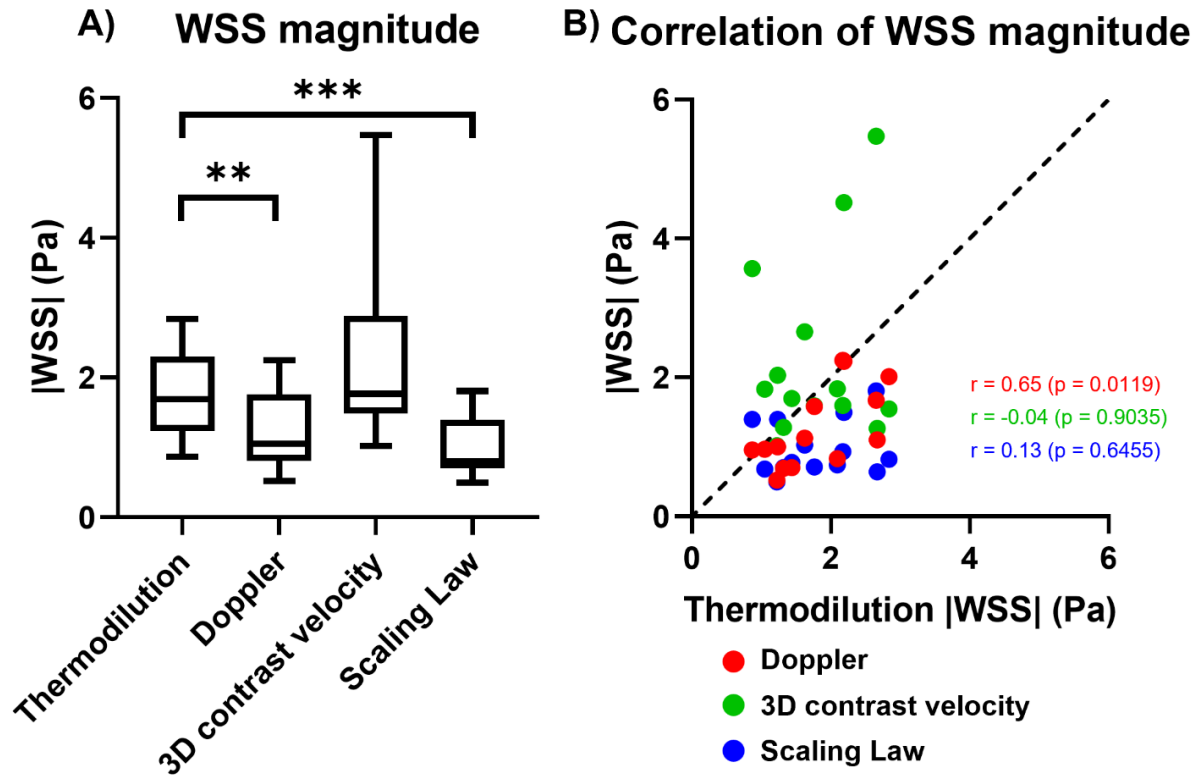 A) WSS magnitude
|WSS| (Pa)
6
4
2
0
***
**
Thermodilution
Doppler
3D contrast velocity
Scaling Law
B) Correlation of WSS magnitude
|WSS| (Pa)
6
4
2
0
r = 0.65 (p = 0.0119)
r = -0.04 (p = 0.9035)
r = 0.13 (p = 0.6455)
0 2 4 6
Thermodilution |WSS| (Pa)
Doppler
3D contrast velocity
Scaling Law